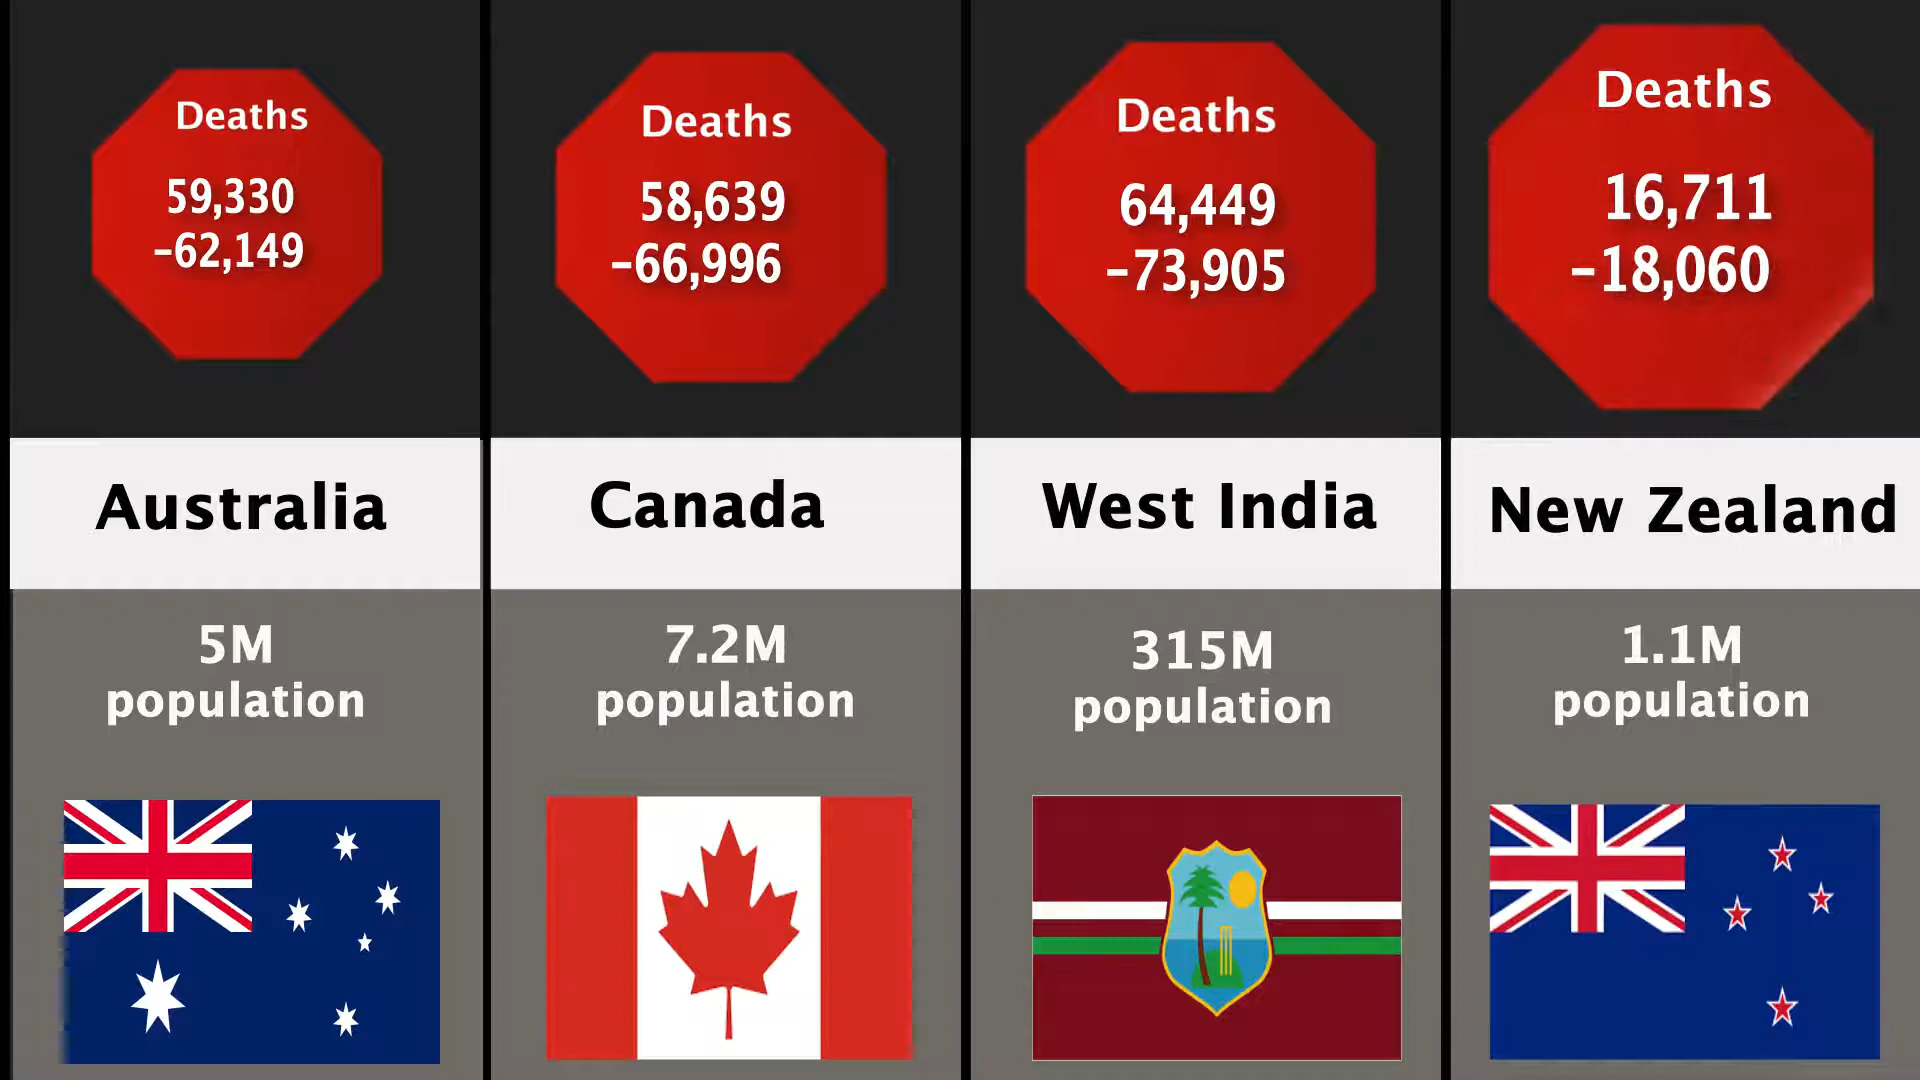 Deaths
59,330
-62,149
Australia
5M
population
Deaths
58,639
-66,996
Canada
7.2M
population
Deaths
64,449
-73,905
West India
315M
population
Deaths
16,711
-18,060
New Zealand
1.1M
population